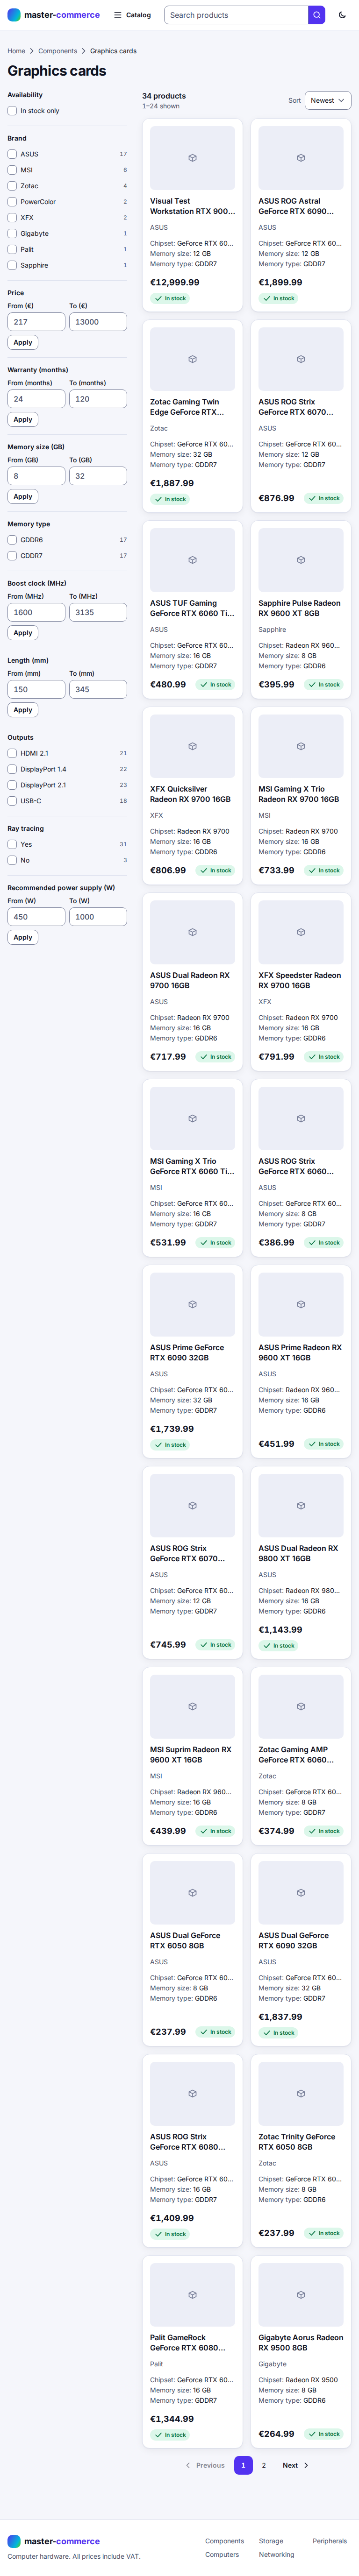 master-commerce
Catalog
Search products
Home
Components
Graphics cards
Graphics cards
Availability
In stock only
Brand
ASUS 17
MSI 6
Zotac 4
PowerColor 2
XFX 2
Gigabyte 1
Palit 1
Sapphire 1
Price
From (€) To (€)
217 13000
Apply
Warranty (months)
From (months) To (months)
24 120
Apply
Memory size (GB)
From (GB) To (GB)
8 32
Apply
Memory type
GDDR6 17
GDDR7 17
Boost clock (MHz)
From (MHz) To (MHz)
1600 3135
Apply
Length (mm)
From (mm) To (mm)
150 345
Apply
Outputs
HDMI 2.1 21
DisplayPort 1.4 22
DisplayPort 2.1 23
USB-C 18
Ray tracing
Yes 31
No 3
Recommended power supply (W)
From (W) To (W)
450 1000
Apply
34 products
1–24 shown
Sort Newest
Visual Test
Workstation RTX 900...
ASUS
Chipset: GeForce RTX 60...
Memory size: 12 GB
Memory type: GDDR7
€12,999.99
In stock
ASUS ROG Astral
GeForce RTX 6090...
ASUS
Chipset: GeForce RTX 60...
Memory size: 12 GB
Memory type: GDDR7
€1,899.99
In stock
Zotac Gaming Twin
Edge GeForce RTX...
Zotac
Chipset: GeForce RTX 60...
Memory size: 32 GB
Memory type: GDDR7
€1,887.99
In stock
ASUS ROG Strix
GeForce RTX 6070...
ASUS
Chipset: GeForce RTX 60...
Memory size: 12 GB
Memory type: GDDR7
€876.99
In stock
ASUS TUF Gaming
GeForce RTX 6060 Ti...
ASUS
Chipset: GeForce RTX 60...
Memory size: 16 GB
Memory type: GDDR7
€480.99
In stock
Sapphire Pulse Radeon
RX 9600 XT 8GB
Sapphire
Chipset: Radeon RX 960...
Memory size: 8 GB
Memory type: GDDR6
€395.99
In stock
XFX Quicksilver
Radeon RX 9700 16GB
XFX
Chipset: Radeon RX 9700
Memory size: 16 GB
Memory type: GDDR6
€806.99
In stock
MSI Gaming X Trio
Radeon RX 9700 16GB
MSI
Chipset: Radeon RX 9700
Memory size: 16 GB
Memory type: GDDR6
€733.99
In stock
ASUS Dual Radeon RX
9700 16GB
ASUS
Chipset: Radeon RX 9700
Memory size: 16 GB
Memory type: GDDR6
€717.99
In stock
XFX Speedster Radeon
RX 9700 16GB
XFX
Chipset: Radeon RX 9700
Memory size: 16 GB
Memory type: GDDR6
€791.99
In stock
MSI Gaming X Trio
GeForce RTX 6060 Ti...
MSI
Chipset: GeForce RTX 60...
Memory size: 16 GB
Memory type: GDDR7
€531.99
In stock
ASUS ROG Strix
GeForce RTX 6060...
ASUS
Chipset: GeForce RTX 60...
Memory size: 8 GB
Memory type: GDDR7
€386.99
In stock
ASUS Prime GeForce
RTX 6090 32GB
ASUS
Chipset: GeForce RTX 60...
Memory size: 32 GB
Memory type: GDDR7
€1,739.99
In stock
ASUS Prime Radeon RX
9600 XT 16GB
ASUS
Chipset: Radeon RX 960...
Memory size: 16 GB
Memory type: GDDR6
€451.99
In stock
ASUS ROG Strix
GeForce RTX 6070...
ASUS
Chipset: GeForce RTX 60...
Memory size: 12 GB
Memory type: GDDR7
€745.99
In stock
ASUS Dual Radeon RX
9800 XT 16GB
ASUS
Chipset: Radeon RX 980...
Memory size: 16 GB
Memory type: GDDR6
€1,143.99
In stock
MSI Suprim Radeon RX
9600 XT 16GB
MSI
Chipset: Radeon RX 960...
Memory size: 16 GB
Memory type: GDDR6
€439.99
In stock
Zotac Gaming AMP
GeForce RTX 6060...
Zotac
Chipset: GeForce RTX 60...
Memory size: 8 GB
Memory type: GDDR7
€374.99
In stock
ASUS Dual GeForce
RTX 6050 8GB
ASUS
Chipset: GeForce RTX 60...
Memory size: 8 GB
Memory type: GDDR6
€237.99
In stock
ASUS Dual GeForce
RTX 6090 32GB
ASUS
Chipset: GeForce RTX 60...
Memory size: 32 GB
Memory type: GDDR7
€1,837.99
In stock
ASUS ROG Strix
GeForce RTX 6080...
ASUS
Chipset: GeForce RTX 60...
Memory size: 16 GB
Memory type: GDDR7
€1,409.99
In stock
Zotac Trinity GeForce
RTX 6050 8GB
Zotac
Chipset: GeForce RTX 60...
Memory size: 8 GB
Memory type: GDDR6
€237.99
In stock
Palit GameRock
GeForce RTX 6080...
Palit
Chipset: GeForce RTX 60...
Memory size: 16 GB
Memory type: GDDR7
€1,344.99
In stock
Gigabyte Aorus Radeon
RX 9500 8GB
Gigabyte
Chipset: Radeon RX 9500
Memory size: 8 GB
Memory type: GDDR6
€264.99
In stock
Previous 1 2 Next
master-commerce
Computer hardware. All prices include VAT.
Components Storage Peripherals
Computers Networking